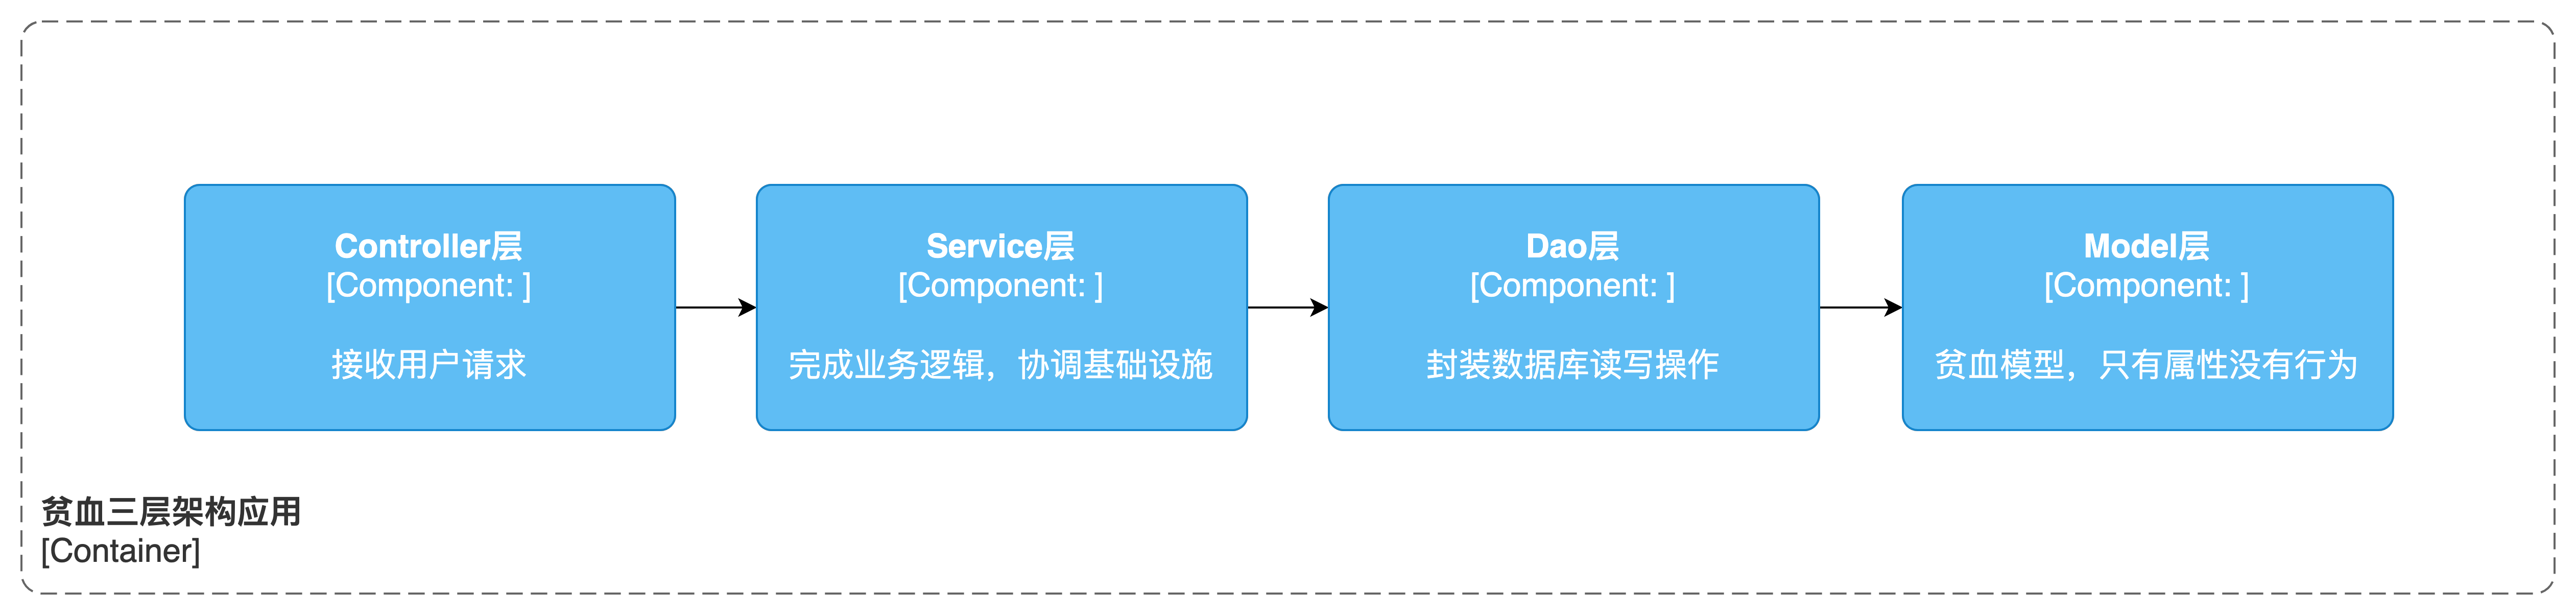 Controller层
[Component: ]
接收用户请求
Service层
[Component: ]
完成业务逻辑，协调基础设施
Dao层
[Component: ]
封装数据库读写操作
Model层
[Component: ]
贫血模型，只有属性没有行为
贫血三层架构应用
[Container]